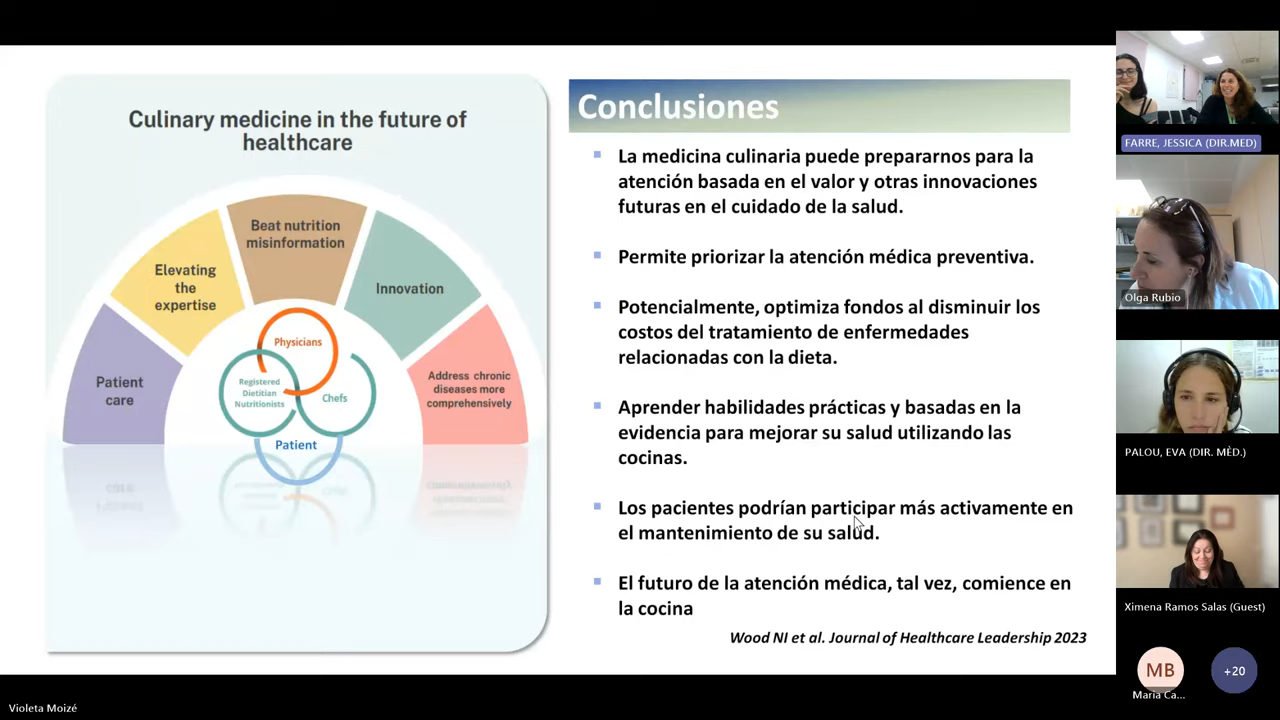 Culinary medicine in the future of
healthcare
Patient
care
Elevating
the
expertise
Beat nutrition
misinformation
Innovation
Address chronic
diseases more
comprehensively
Physicians
Registered
Dietitian
Nutritionists
Chefs
Patient
Conclusiones
La medicina culinaria puede prepararnos para la
atención basada en el valor y otras innovaciones
futuras en el cuidado de la salud.
Permite priorizar la atención médica preventiva.
Potencialmente, optimiza fondos al disminuir los
costos del tratamiento de enfermedades
relacionadas con la dieta.
Aprender habilidades prácticas y basadas en la
evidencia para mejorar su salud utilizando las
cocinas.
Los pacientes podrían participar más activamente en
el mantenimiento de su salud.
El futuro de la atención médica, tal vez, comience en
la cocina
Wood NI et al. Journal of Healthcare Leadership 2023
FARRE, JESSICA (DIR.MED)
Olga Rubio
PALOU, EVA (DIR. MÈD.)
Ximena Ramos Salas (Guest)
MB
Maria Ca...
+20
Violeta Moizé